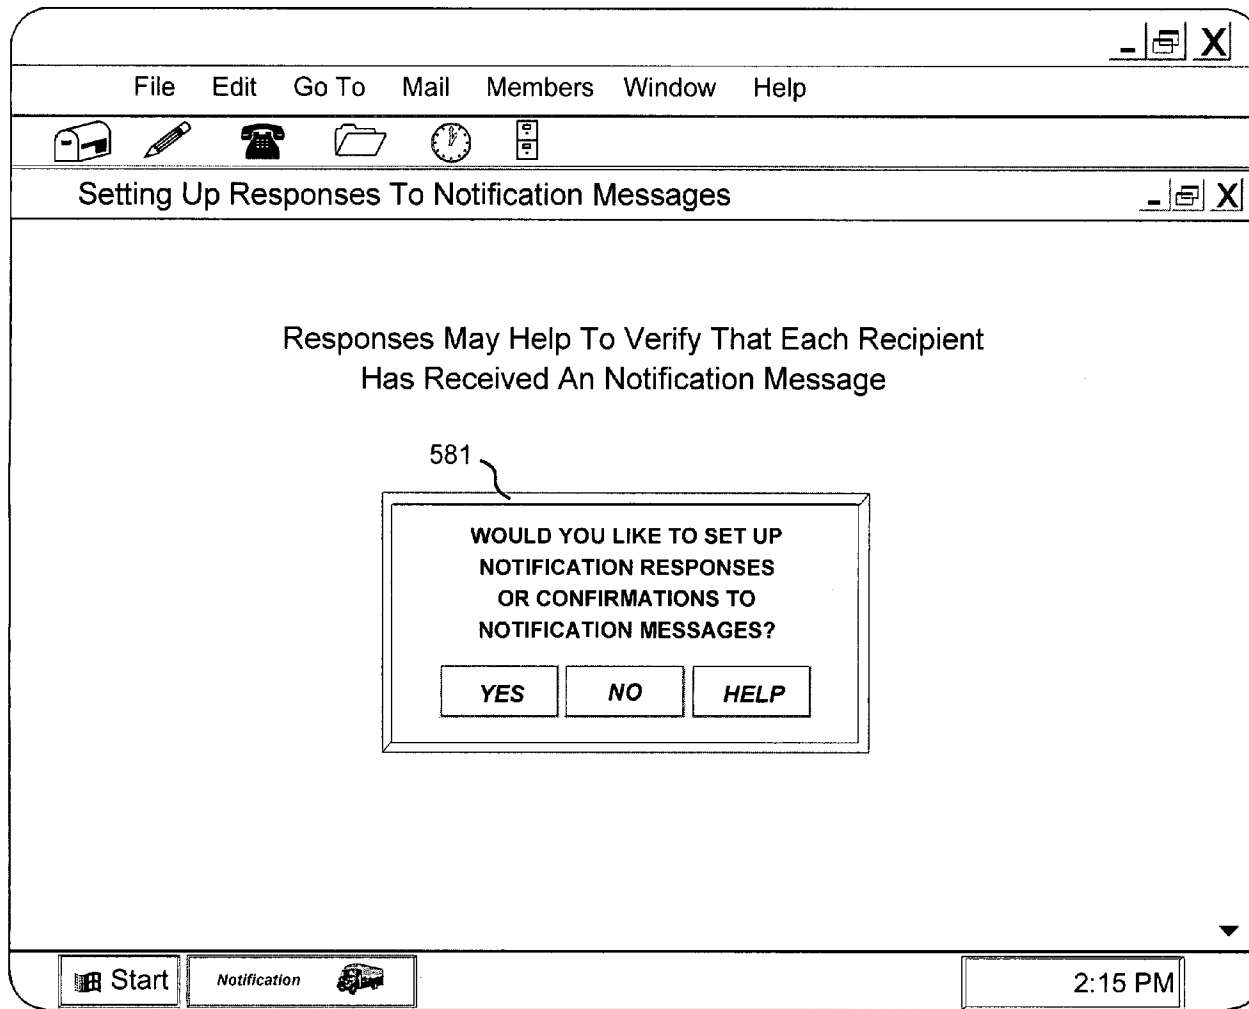 File Edit Go To Mail Members Window Help
Setting Up Responses To Notification Messages
Responses May Help To Verify That Each Recipient
Has Received An Notification Message
581
WOULD YOU LIKE TO SET UP
NOTIFICATION RESPONSES
OR CONFIRMATIONS TO
NOTIFICATION MESSAGES?
YES NO HELP
Start Notification 2:15 PM